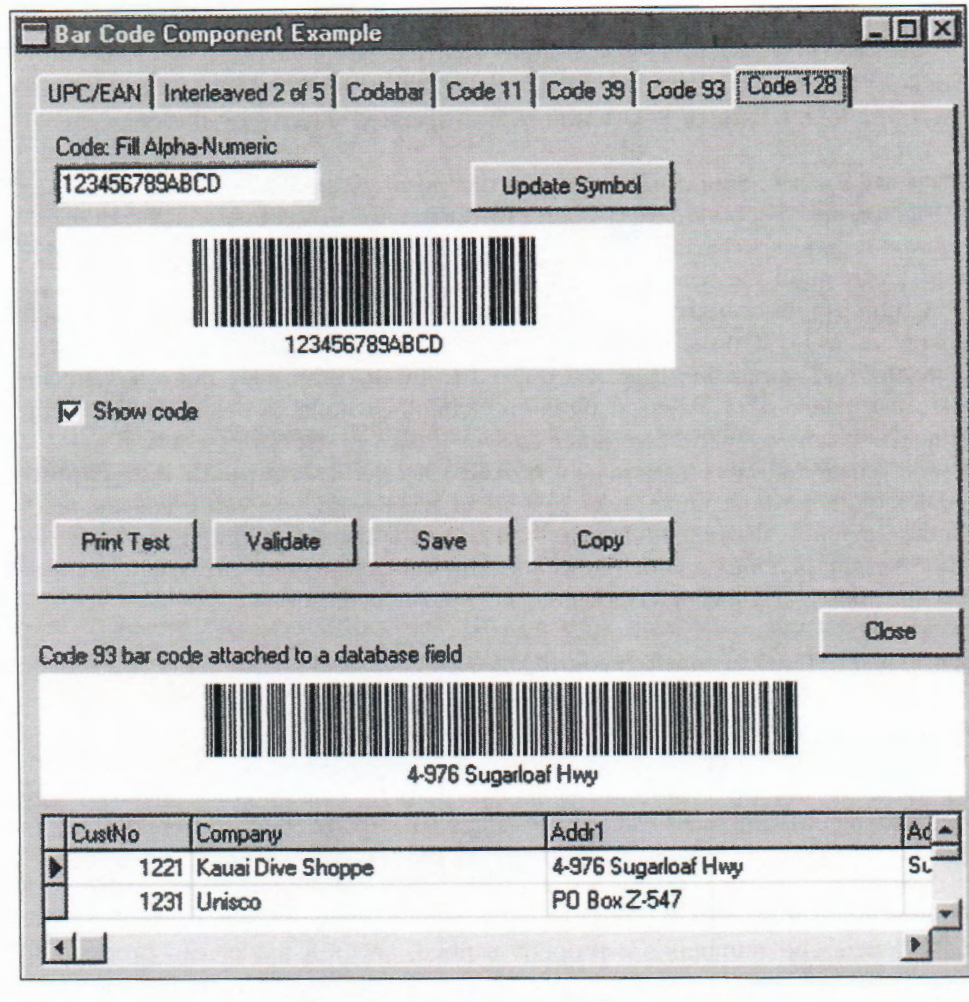 Bar Code Component Example
UPC/EAN Interleaved 2 of 5 Codabar Code 11 Code 39 Code 93 Code 128
Code: Fill Alpha-Numeric
123456789ABCD
Update Symbol
123456789ABCD
Show code
Print Test Validate Save Copy
Close
Code 93 bar code attached to a database field
4-976 Sugarloaf Hwy
CustNo Company Addr1 Ad
1221 Kauai Dive Shoppe 4-976 Sugarloaf Hwy Su
1231 Unisco PO Box Z-547